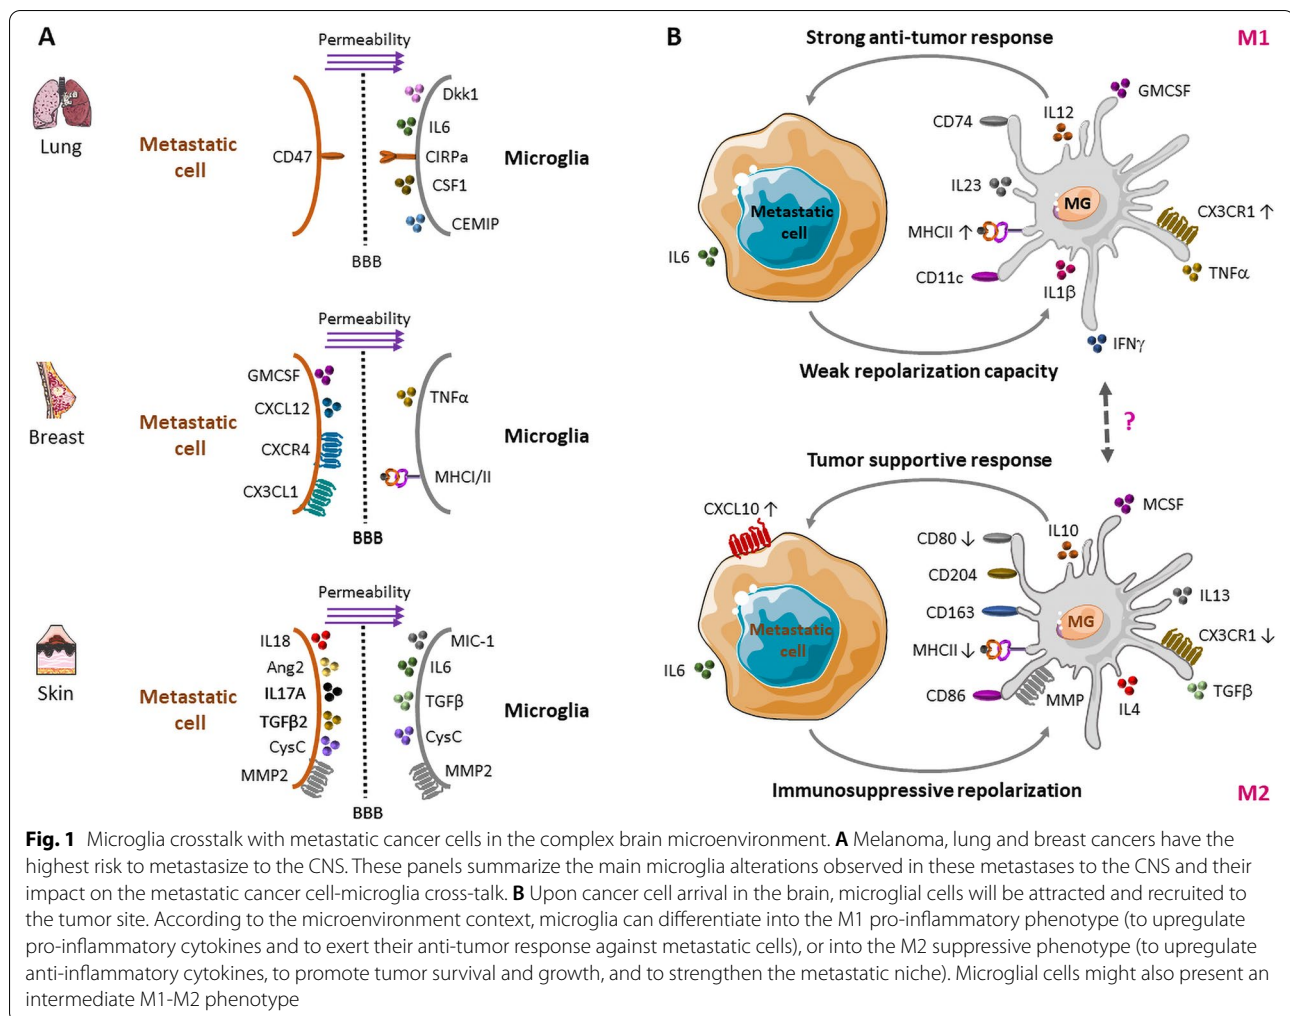 A
Permeability
Lung
Metastatic
cell
CD47
Dkk1
IL6
CIRPa
CSF1
CEMIP
Microglia
BBB
Permeability
Breast
Metastatic
cell
GMCSF
CXCL12
CXCR4
CX3CL1
TNFα
MHCI/II
Microglia
BBB
Permeability
Skin
Metastatic
cell
IL18
Ang2
IL17A
TGFβ2
CysC
MMP2
MIC-1
IL6
TGFβ
CysC
MMP2
Microglia
BBB
B
Strong anti-tumor response
M1
Metastatic
cell
IL6
CD74
IL12
GMCSF
IL23
MG
MHCII ↑
CX3CR1 ↑
CD11c
IL1β
TNFα
IFNγ
Weak repolarization capacity
?
Tumor supportive response
CXCL10 ↑
Metastatic
cell
IL6
CD80 ↓
IL10
MCSF
CD204
IL13
CD163
MG
MHCII ↓
CX3CR1 ↓
CD86
MMP
IL4
TGFβ
Immunosuppressive repolarization
M2
Fig. 1 Microglia crosstalk with metastatic cancer cells in the complex brain microenvironment. A Melanoma, lung and breast cancers have the
highest risk to metastasize to the CNS. These panels summarize the main microglia alterations observed in these metastases to the CNS and their
impact on the metastatic cancer cell-microglia cross-talk. B Upon cancer cell arrival in the brain, microglial cells will be attracted and recruited to
the tumor site. According to the microenvironment context, microglia can differentiate into the M1 pro-inflammatory phenotype (to upregulate
pro-inflammatory cytokines and to exert their anti-tumor response against metastatic cells), or into the M2 suppressive phenotype (to upregulate
anti-inflammatory cytokines, to promote tumor survival and growth, and to strengthen the metastatic niche). Microglial cells might also present an
intermediate M1-M2 phenotype